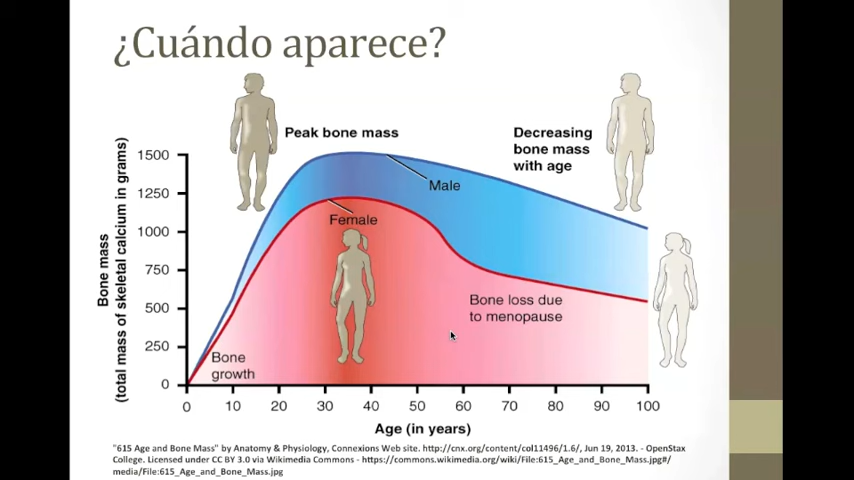 ¿Cuándo aparece?
Peak bone mass
Decreasing
bone mass
with age
Male
Female
Bone loss due
to menopause
Bone
growth
Bone mass
(total mass of skeletal calcium in grams)
1500
1250
1000
750
500
250
0
0 10 20 30 40 50 60 70 80 90 100
Age (in years)
"615 Age and Bone Mass" by Anatomy & Physiology, Connexions Web site. http://cnx.org/content/col11496/1.6/, Jun 19, 2013. - OpenStax
College. Licensed under CC BY 3.0 via Wikimedia Commons - https://commons.wikimedia.org/wiki/File:615_Age_and_Bone_Mass.jpg#/
media/File:615_Age_and_Bone_Mass.jpg